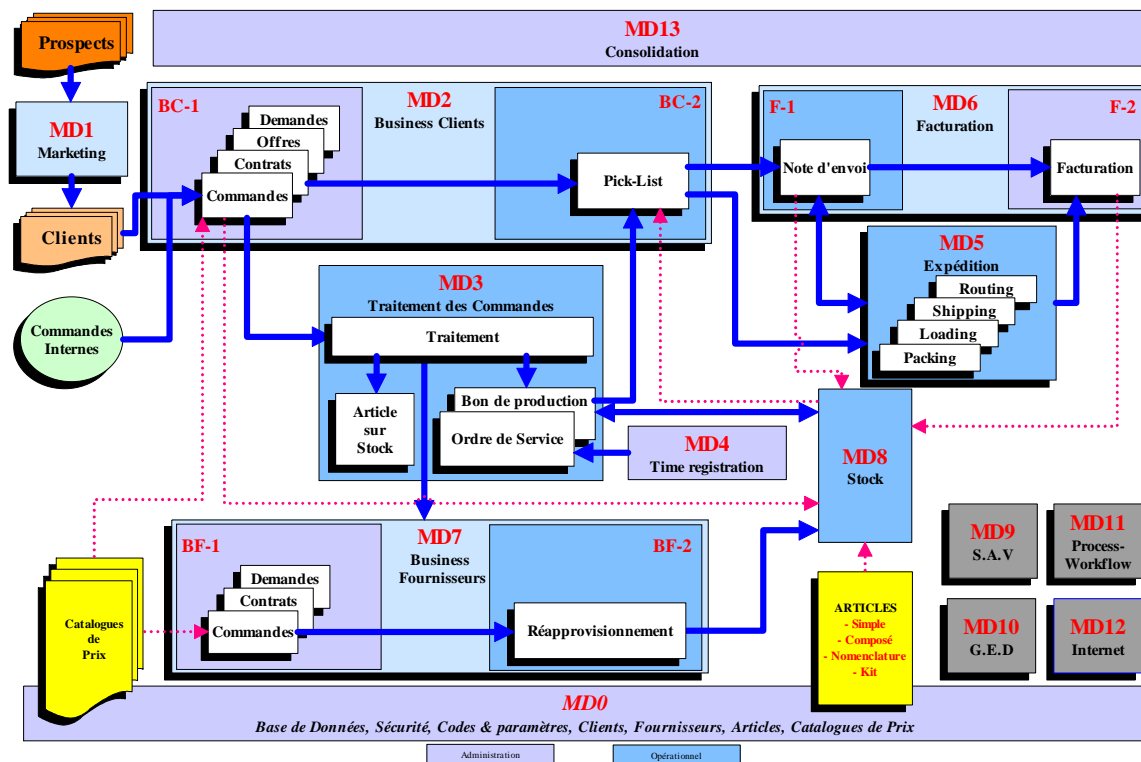 MD13
Consolidation
Prospects
MD1
Marketing
Clients
Commandes
Internes
BC-1
MD2
Business Clients
BC-2
Demandes
Offres
Contrats
Commandes
Pick-List
F-1
MD6
Facturation
F-2
Note d'envoi
Facturation
MD5
Expédition
Routing
Shipping
Loading
Packing
MD3
Traitement des Commandes
Traitement
Article
sur
Stock
Bon de production
Ordre de Service
MD4
Time registration
MD8
Stock
BF-1
MD7
Business
Fournisseurs
BF-2
Demandes
Contrats
Commandes
Réapprovisionnement
Catalogues
de
Prix
ARTICLES
- Simple
- Composé
- Nomenclature
- Kit
MD9
S.A.V
MD11
Process-
Workflow
MD10
G.E.D
MD12
Internet
MD0
Base de Données, Sécurité, Codes & paramètres, Clients, Fournisseurs, Articles, Catalogues de Prix
Administration
Opérationnel